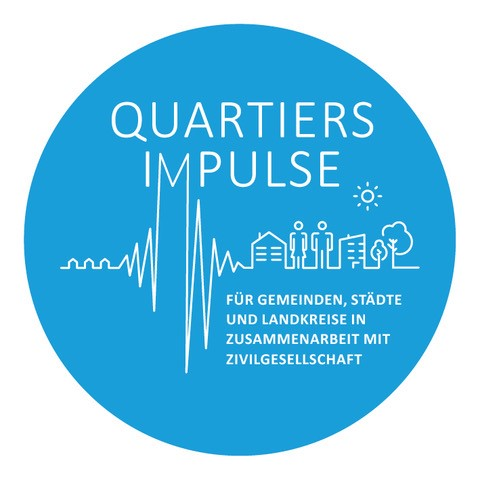 QUARTIERS
IMPULSE
FÜR GEMEINDEN, STÄDTE
UND LANDKREISE IN
ZUSAMMENARBEIT MIT
ZIVILGESELLSCHAFT